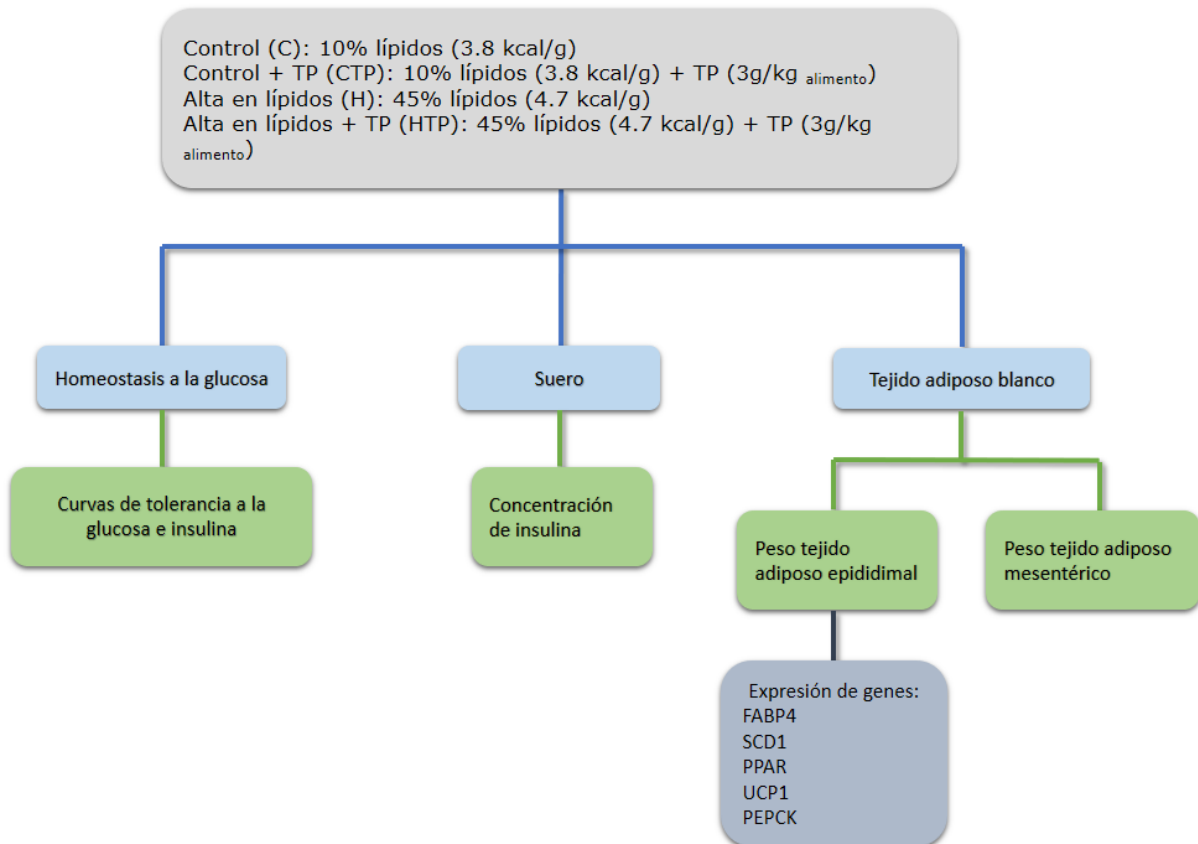 Control (C): 10% lípidos (3.8 kcal/g)
Control + TP (CTP): 10% lípidos (3.8 kcal/g) + TP (3g/kg alimento)
Alta en lípidos (H): 45% lípidos (4.7 kcal/g)
Alta en lípidos + TP (HTP): 45% lípidos (4.7 kcal/g) + TP (3g/kg
alimento)
Homeostasis a la glucosa
Suero
Tejido adiposo blanco
Curvas de tolerancia a la
glucosa e insulina
Concentración
de insulina
Peso tejido
adiposo epididimal
Peso tejido adiposo
mesentérico
Expresión de genes:
FABP4
SCD1
PPAR
UCP1
PEPCK